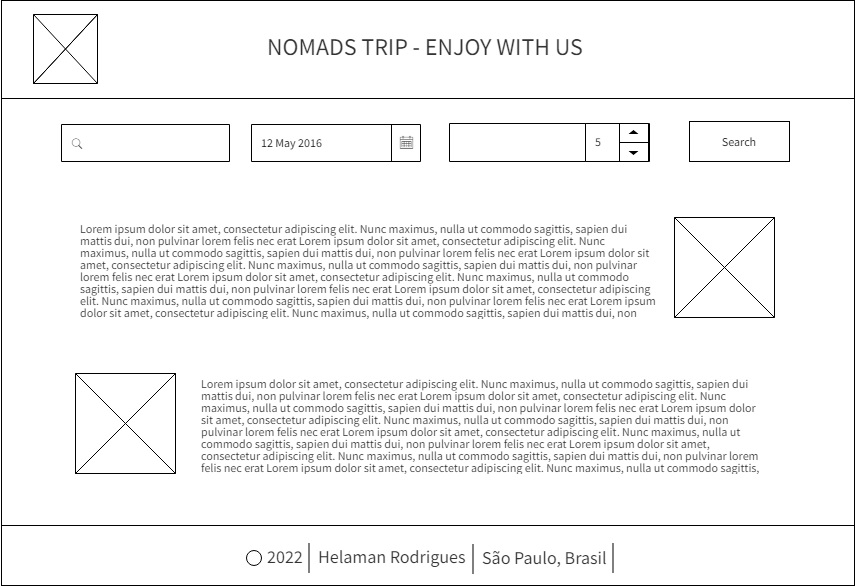 NOMADS TRIP - ENJOY WITH US
12 May 2016 5 Search
Lorem ipsum dolor sit amet, consectetur adipiscing elit. Nunc maximus, nulla ut commodo sagittis, sapien dui
mattis dui, non pulvinar lorem felis nec erat Lorem ipsum dolor sit amet, consectetur adipiscing elit. Nunc
maximus, nulla ut commodo sagittis, sapien dui mattis dui, non pulvinar lorem felis nec erat Lorem ipsum dolor sit
amet, consectetur adipiscing elit. Nunc maximus, nulla ut commodo sagittis, sapien dui mattis dui, non pulvinar
lorem felis nec erat Lorem ipsum dolor sit amet, consectetur adipiscing elit. Nunc maximus, nulla ut commodo
sagittis, sapien dui mattis dui, non pulvinar lorem felis nec erat Lorem ipsum dolor sit amet, consectetur adipiscing
elit. Nunc maximus, nulla ut commodo sagittis, sapien dui mattis dui, non pulvinar lorem felis nec erat Lorem ipsum
dolor sit amet, consectetur adipiscing elit. Nunc maximus, nulla ut commodo sagittis, sapien dui mattis dui, non
Lorem ipsum dolor sit amet, consectetur adipiscing elit. Nunc maximus, nulla ut commodo sagittis, sapien dui
mattis dui, non pulvinar lorem felis nec erat Lorem ipsum dolor sit amet, consectetur adipiscing elit. Nunc
maximus, nulla ut commodo sagittis, sapien dui mattis dui, non pulvinar lorem felis nec erat Lorem ipsum dolor
sit amet, consectetur adipiscing elit. Nunc maximus, nulla ut commodo sagittis, sapien dui mattis dui, non
pulvinar lorem felis nec erat Lorem ipsum dolor sit amet, consectetur adipiscing elit. Nunc maximus, nulla ut
commodo sagittis, sapien dui mattis dui, non pulvinar lorem felis nec erat Lorem ipsum dolor sit amet,
consectetur adipiscing elit. Nunc maximus, nulla ut commodo sagittis, sapien dui mattis dui, non pulvinar lorem
felis nec erat Lorem ipsum dolor sit amet, consectetur adipiscing elit. Nunc maximus, nulla ut commodo sagittis,
2022 Helaman Rodrigues São Paulo, Brasil